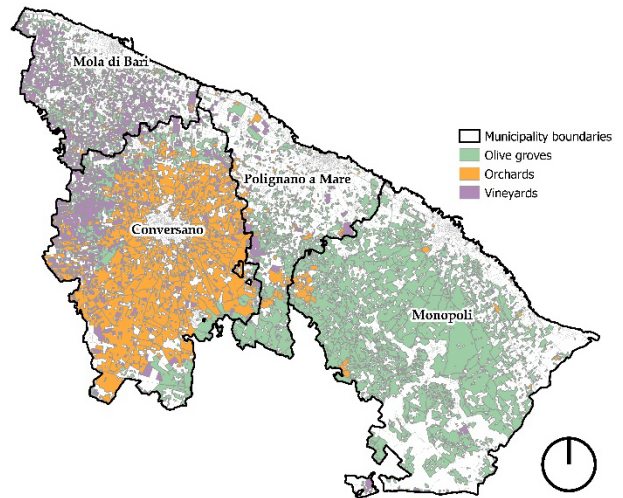 Mola di Bari
Municipality boundaries
Olive groves
Orchards
Vineyards
Polignano a Mare
Conversano
Monopoli